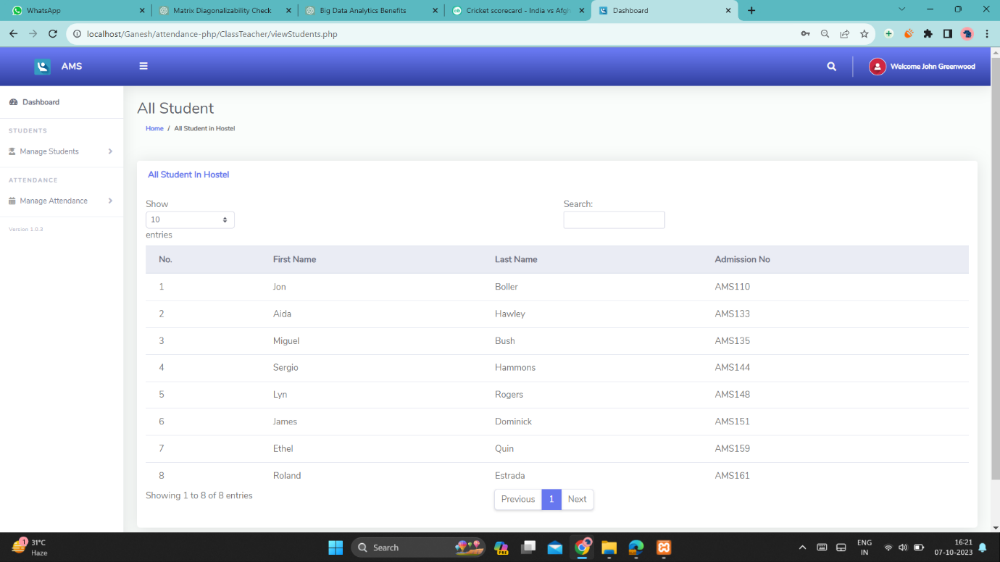 WhatsApp
Matrix Diagonalizability Check
Big Data Analytics Benefits
Cricket scorecard - India vs Afgh
Dashboard
localhost/Ganesh/attendance-php/ClassTeacher/viewStudents.php
AMS
Welcome John Greenwood
Dashboard
STUDENTS
Manage Students
ATTENDANCE
Manage Attendance
Version 1.0.3
All Student
Home / All Student in Hostel
All Student In Hostel
Show
10
entries
Search:
No. First Name Last Name Admission No
1 Jon Boller AMS110
2 Aida Hawley AMS133
3 Miguel Bush AMS135
4 Sergio Hammons AMS144
5 Lyn Rogers AMS148
6 James Dominick AMS151
7 Ethel Quin AMS159
8 Roland Estrada AMS161
Showing 1 to 8 of 8 entries
Previous 1 Next
1
31°C
Haze
Search
PRE
ENG
IN
16:21
07-10-2023